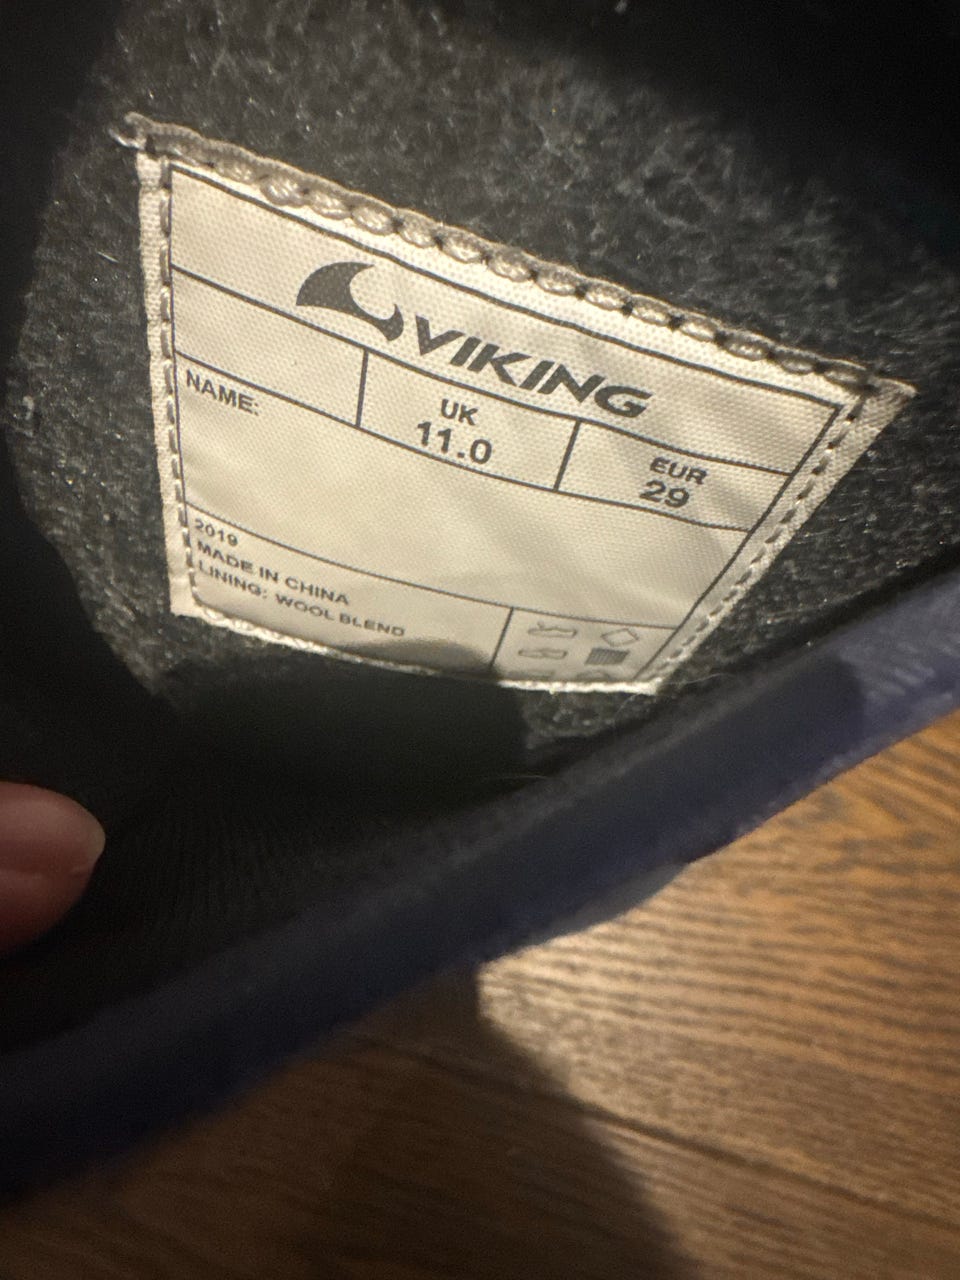 VIKING
UK
11.0
EUR
29
NAME:
2019
MADE IN CHINA
LINING: WOOL BLEND